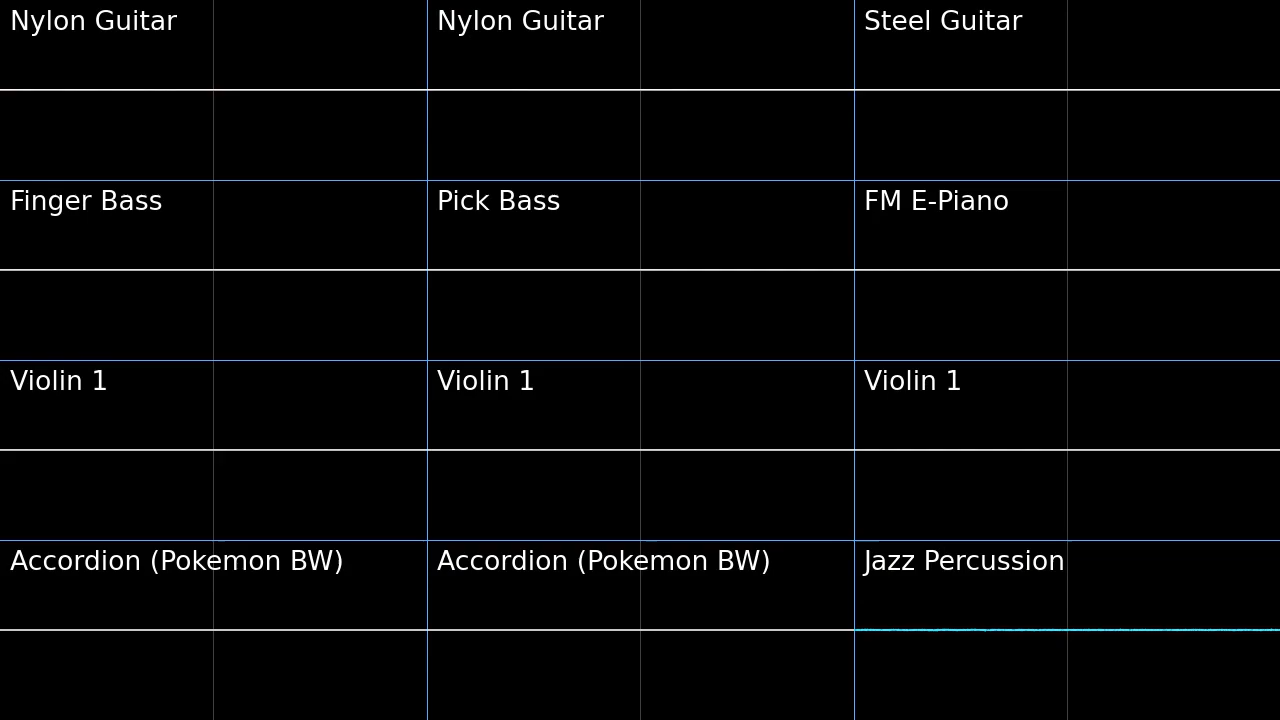 Nylon Guitar
Nylon Guitar
Steel Guitar
Finger Bass
Pick Bass
FM E-Piano
Violin 1
Violin 1
Violin 1
Accordion (Pokemon BW)
Accordion (Pokemon BW)
Jazz Percussion